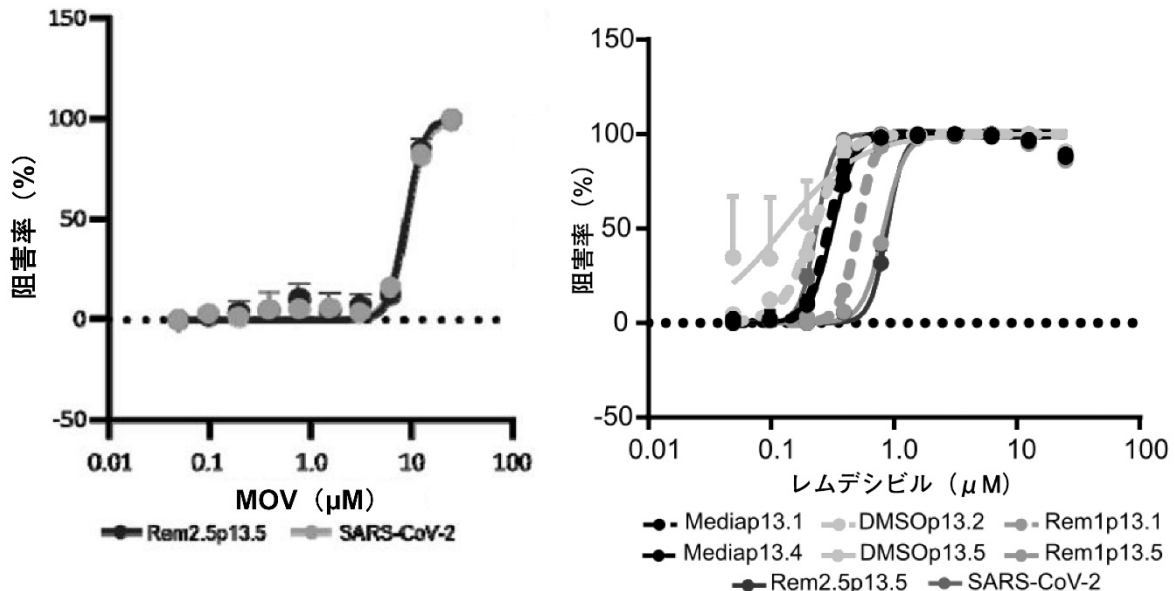 150
100
50
0
-50
阻害率 (%)
0.01 0.1 1.0 10 100
MOV (μM)
Rem2.5p13.5 SARS-CoV-2
150
100
50
0
-50
阻害率 (%)
0.01 0.1 1.0 10 100
レムデシビル (μM)
Mediap13.1 DMSOp13.2 Rem1p13.1
Mediap13.4 DMSOp13.5 Rem1p13.5
Rem2.5p13.5 SARS-CoV-2